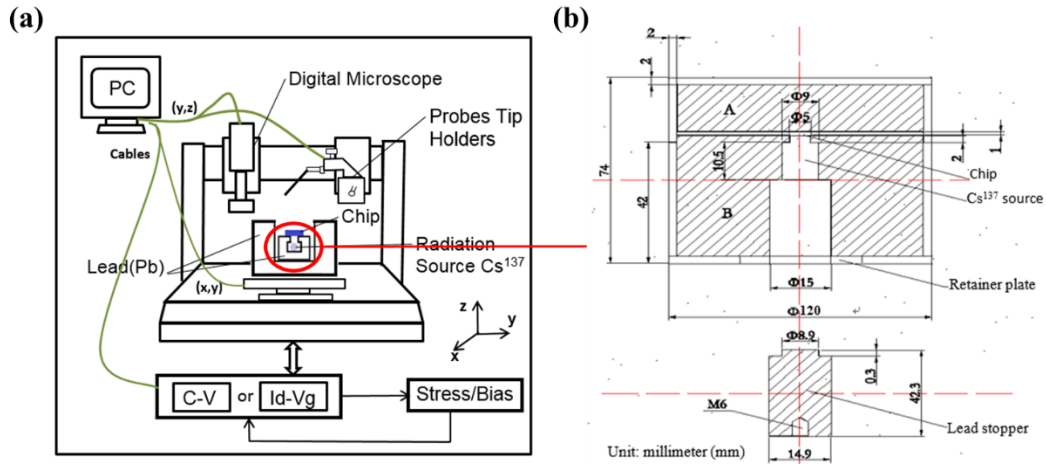 (a)
PC
(y,z)
Cables
Digital Microscope
Probes Tip
Holders
Chip
Lead(Pb)
Radiation
Source Cs137
(x,y)
z
y
x
C-V
or
Id-Vg
Stress/Bias
(b)
2
2
Φ9
Φ5
A
1
2
10.5
Chip
Cs137 source
74
42
B
Retainer plate
Φ15
Φ120
Φ8.9
0.3
42.3
M6
Lead stopper
Unit: millimeter (mm)
14.9